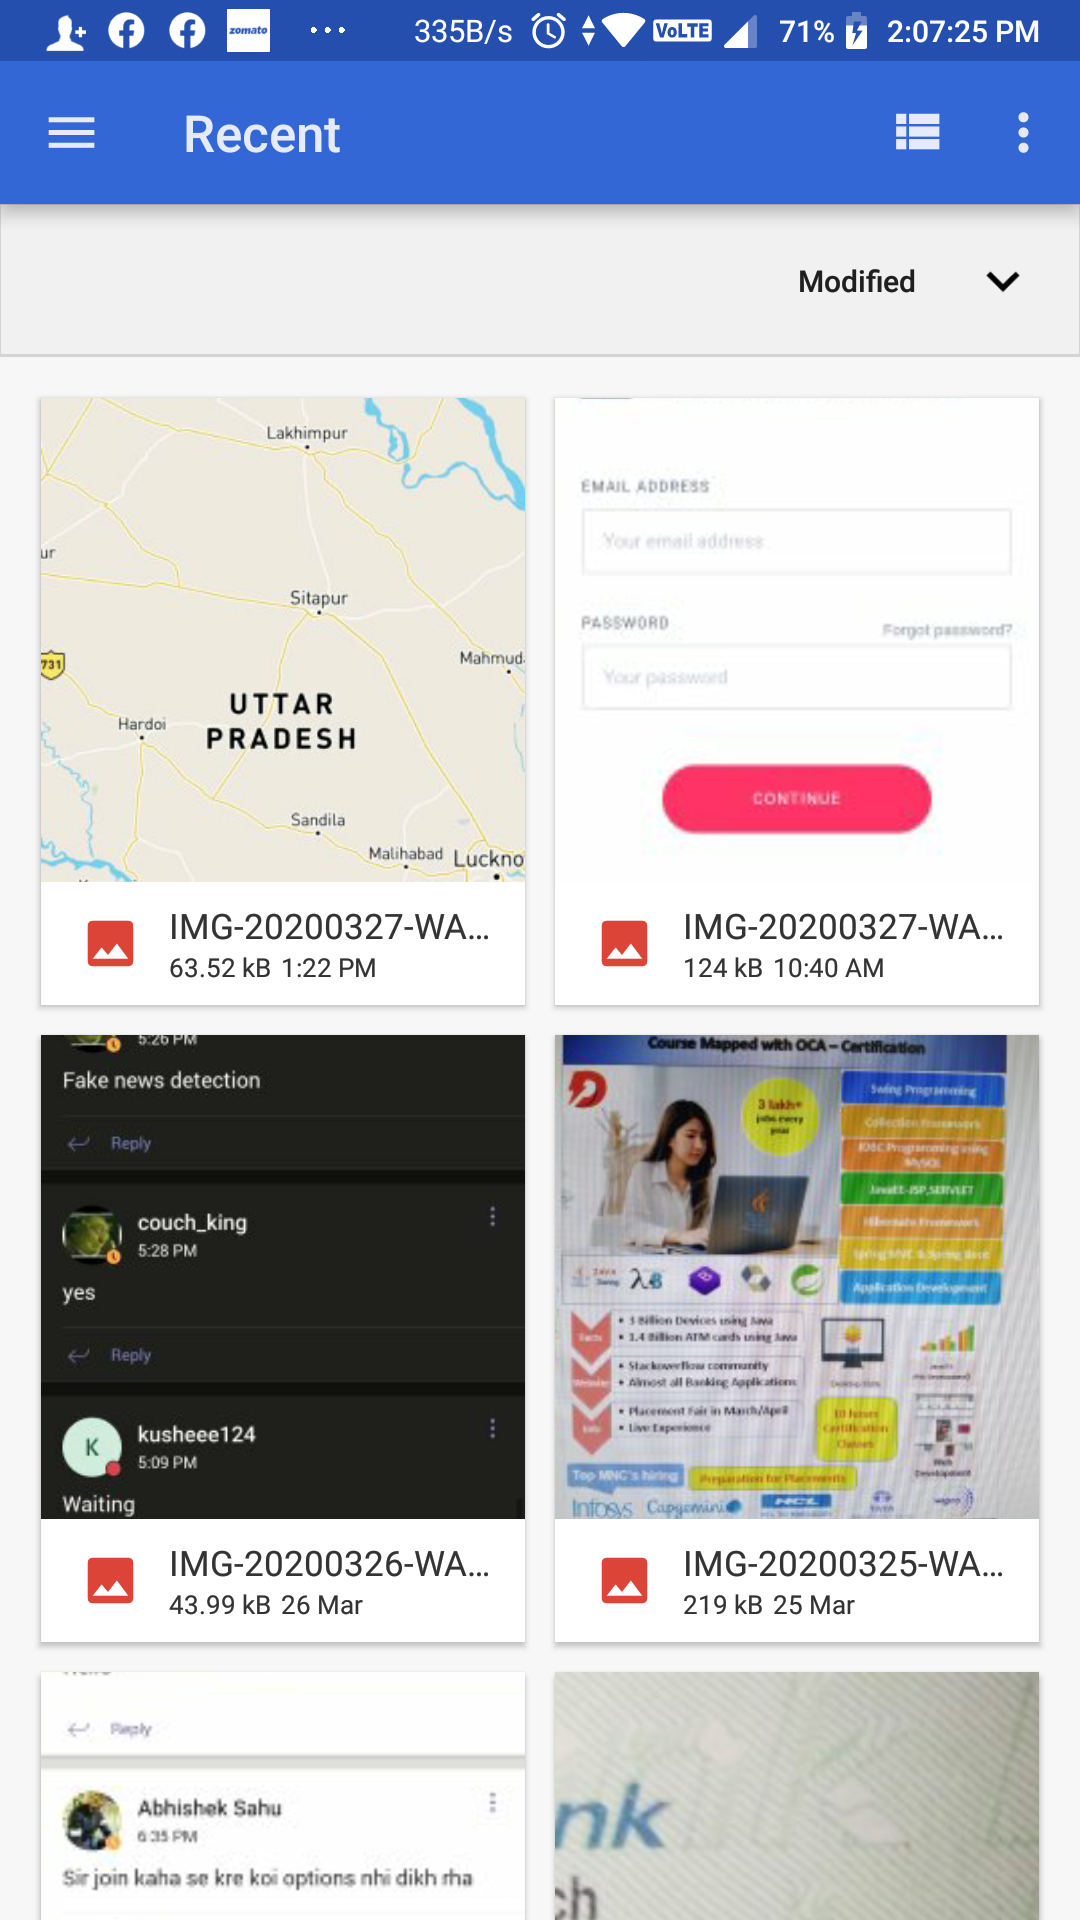 zomato
335B/s
VoLTE
71%
2:07:25 PM
Recent
Modified
Lakhimpur
ur
Sitapur
731
Mahmud
UTTAR
PRADESH
Hardoi
Sandila
Malihabad
Luckno
IMG-20200327-WA...
63.52 kB 1:22 PM
EMAIL ADDRESS
Your email address
PASSWORD
Forgot password?
Your password
CONTINUE
IMG-20200327-WA...
124 kB 10:40 AM
5:26 PM
Fake news detection
Reply
couch_king
5:28 PM
yes
Reply
K
kusheee124
5:09 PM
Waiting
IMG-20200326-WA...
43.99 kB 26 Mar
Course Mapped with OCA – Certification
3 lakh+
jobs every
year
Swing Programming
Collection Framework
JDBC Programming using
MySQL
JavaEE-JSP,SERVLET
Hibernate Framework
Spring MVC & Spring Boot
Application Development
Facts
• 3 Billion Devices using Java
• 1.4 Billion ATM cards using Java
• Stackoverflow community
• Almost all Banking Applications
• Placement Fair in March/April
• Live Experience
10 hours
Certification
Classes
Web
Development
Top MNC's hiring
Preparation for Placements
Infosys
Capgemini
HCL
TATA
wipro
IMG-20200325-WA...
219 kB 25 Mar
Reply
Abhishek Sahu
6:35 PM
Sir join kaha se kre koi options nhi dikh rha
nk
ch